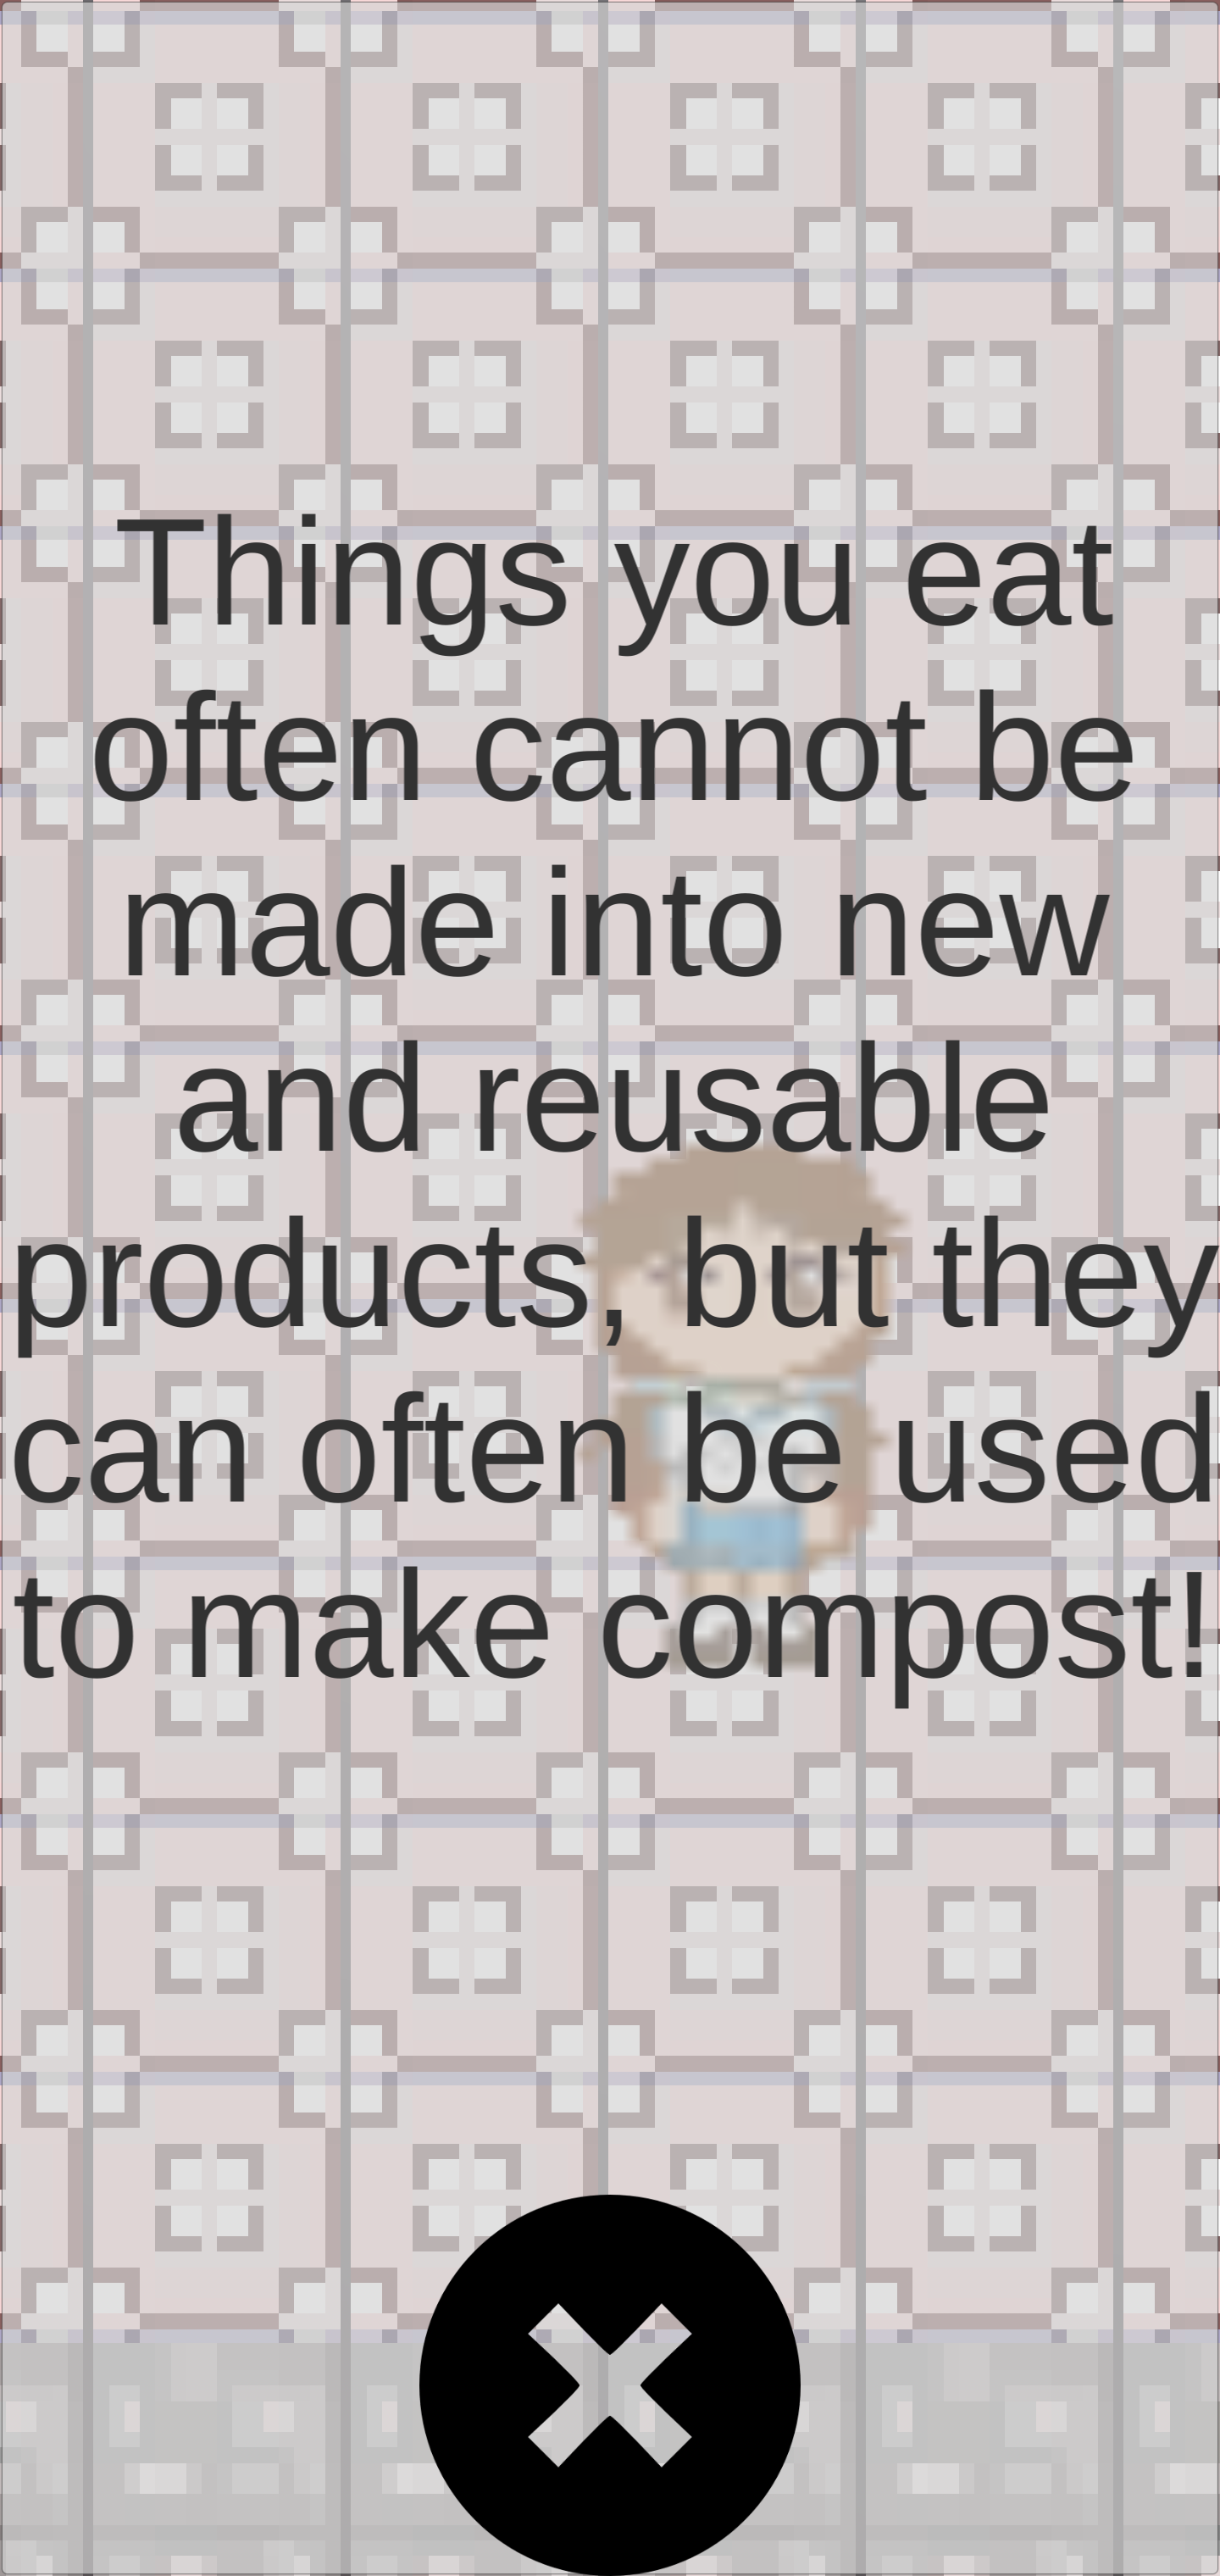 Things you eat
often cannot be
made into new
and reusable
products, but they
can often be used
to make compost!